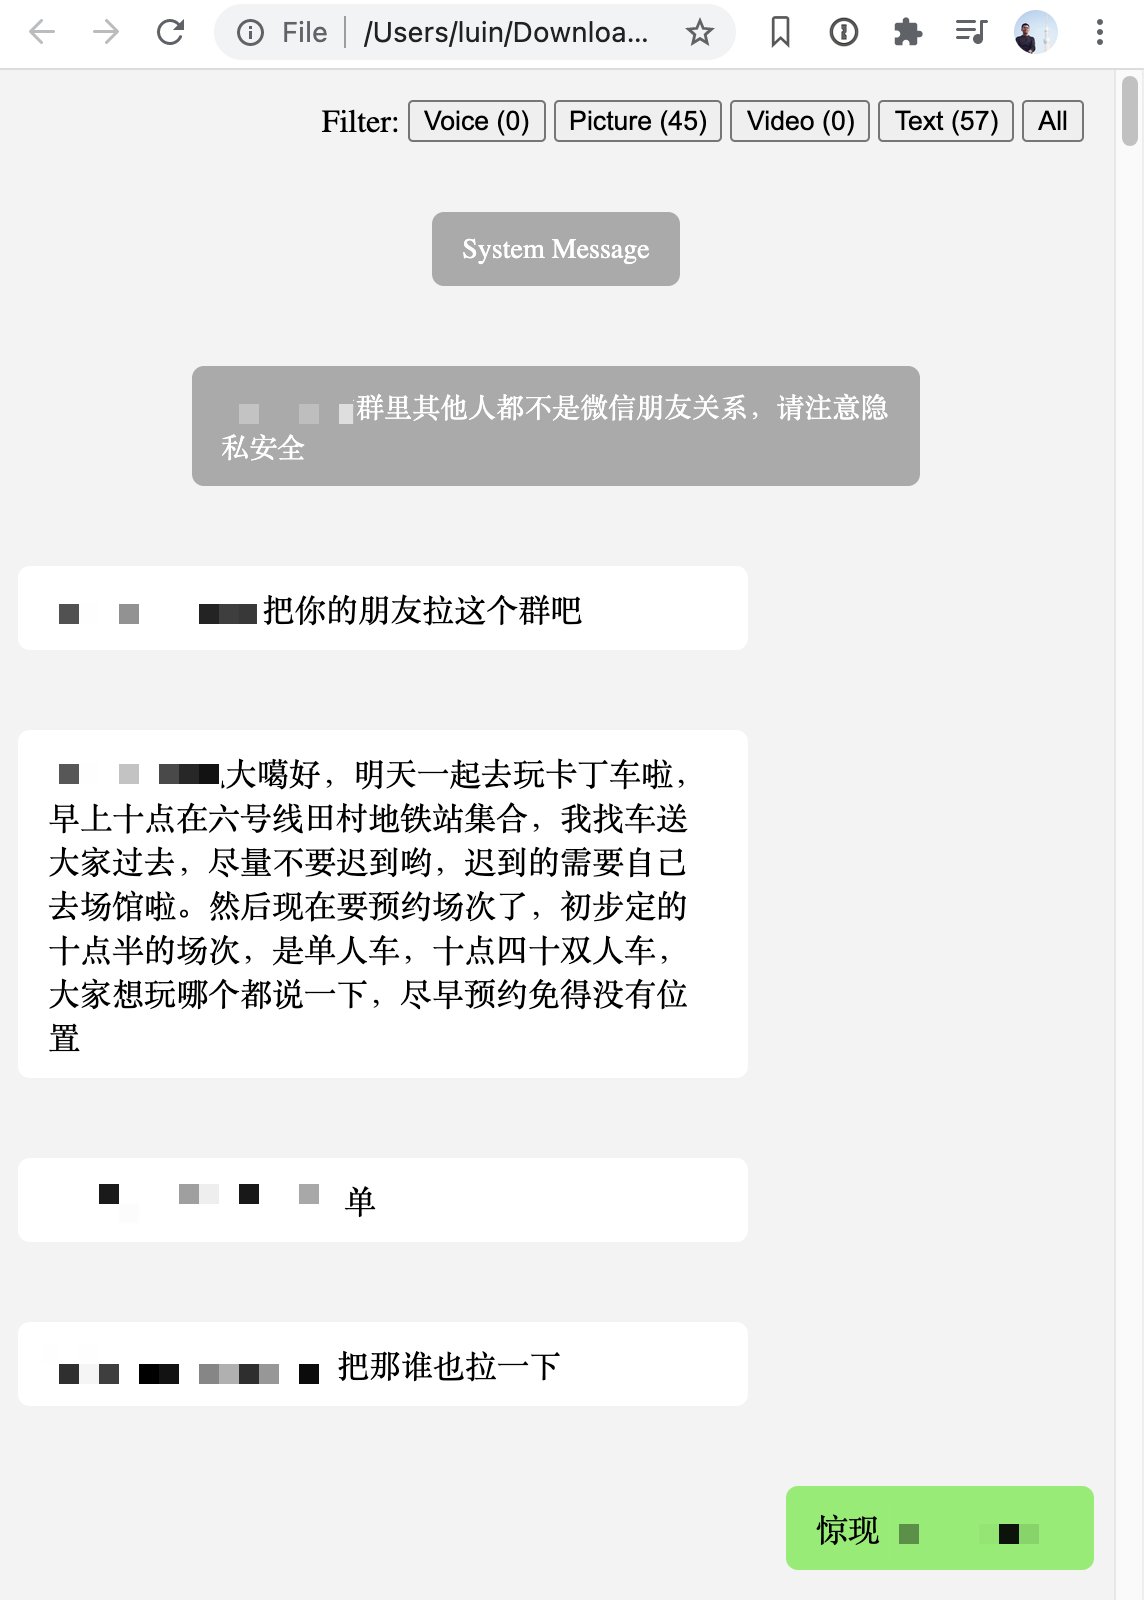 File
/Users/luin/Downloa...
Filter: Voice (0) Picture (45) Video (0) Text (57) All
System Message
群里其他人都不是微信朋友关系，请注意隐
私安全
把你的朋友拉这个群吧
大噶好，明天一起去玩卡丁车啦，
早上十点在六号线田村地铁站集合，我找车送
大家过去，尽量不要迟到哟，迟到的需要自己
去场馆啦。然后现在要预约场次了，初步定的
十点半的场次，是单人车，十点四十双人车，
大家想玩哪个都说一下，尽早预约免得没有位
置
单
把那谁也拉一下
惊现